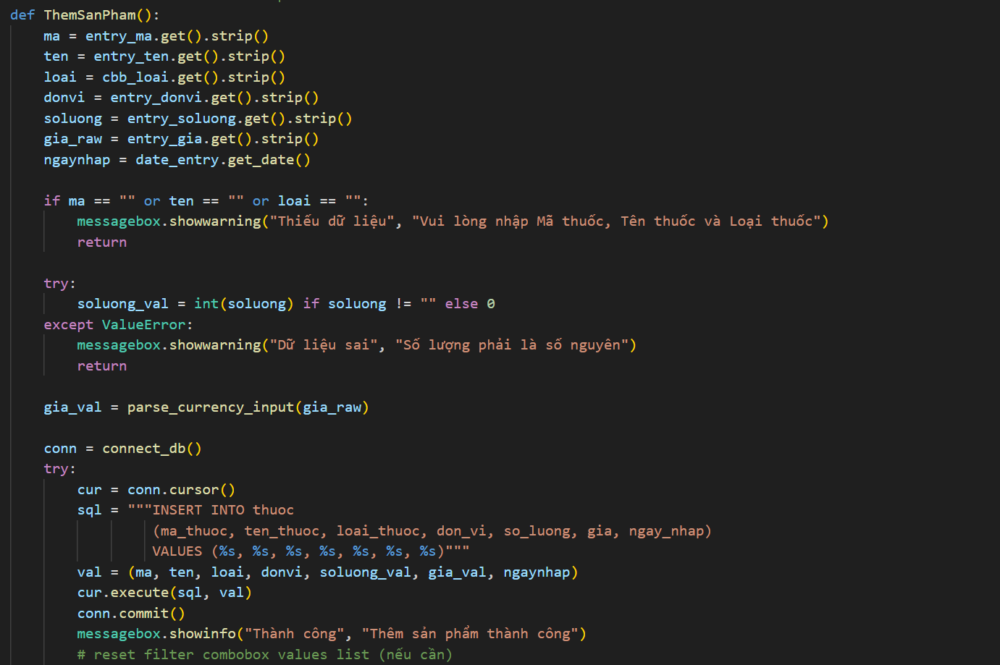 def ThemSanPham():
    ma = entry_ma.get().strip()
    ten = entry_ten.get().strip()
    loai = cbb_loai.get().strip()
    donvi = entry_donvi.get().strip()
    soluong = entry_soluong.get().strip()
    gia_raw = entry_gia.get().strip()
    ngaynhap = date_entry.get_date()

    if ma == "" or ten == "" or loai == "":
        messagebox.showwarning("Thiếu dữ liệu", "Vui lòng nhập Mã thuốc, Tên thuốc và Loại thuốc")
        return

    try:
        soluong_val = int(soluong) if soluong != "" else 0
    except ValueError:
        messagebox.showwarning("Dữ liệu sai", "Số lượng phải là số nguyên")
        return

    gia_val = parse_currency_input(gia_raw)

    conn = connect_db()
    try:
        cur = conn.cursor()
        sql = """INSERT INTO thuoc
                 (ma_thuoc, ten_thuoc, loai_thuoc, don_vi, so_luong, gia, ngay_nhap)
                 VALUES (%s, %s, %s, %s, %s, %s, %s)"""
        val = (ma, ten, loai, donvi, soluong_val, gia_val, ngaynhap)
        cur.execute(sql, val)
        conn.commit()
        messagebox.showinfo("Thành công", "Thêm sản phẩm thành công")
        # reset filter combobox values list (nếu cần)